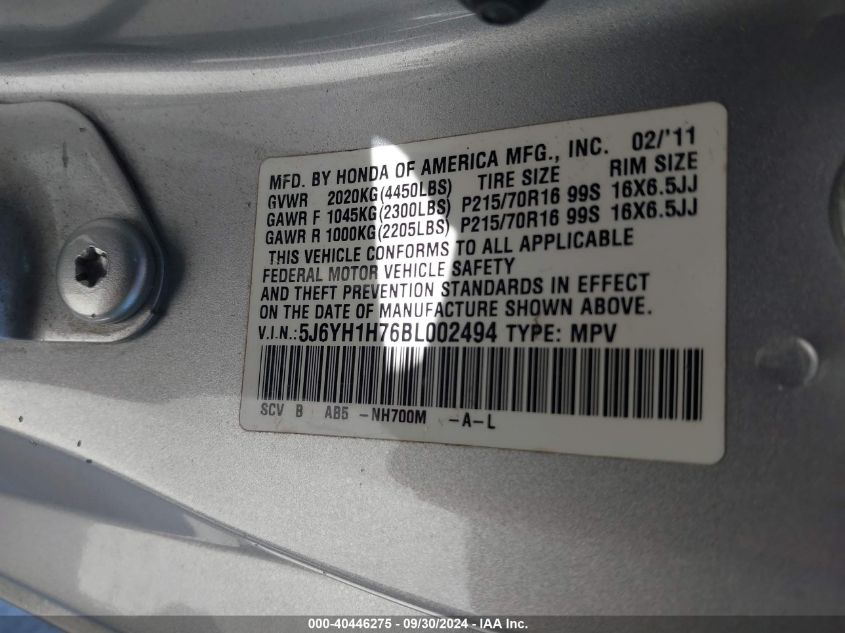 MFD. BY HONDA OF AMERICA MFG., INC. 02/'11
GVWR 2020KG(4450LBS) TIRE SIZE RIM SIZE
GAWR F 1045KG(2300LBS) P215/70R16 99S 16X6.5JJ
GAWR R 1000KG(2205LBS) P215/70R16 99S 16X6.5JJ
THIS VEHICLE CONFORMS TO ALL APPLICABLE
FEDERAL MOTOR VEHICLE SAFETY
AND THEFT PREVENTION STANDARDS IN EFFECT
ON THE DATE OF MANUFACTURE SHOWN ABOVE.
V.I.N.:5J6YH1H76BL002494 TYPE: MPV
SCV B AB5 -NH700M -A-L
000-40446275 - 09/30/2024 - IAA Inc.